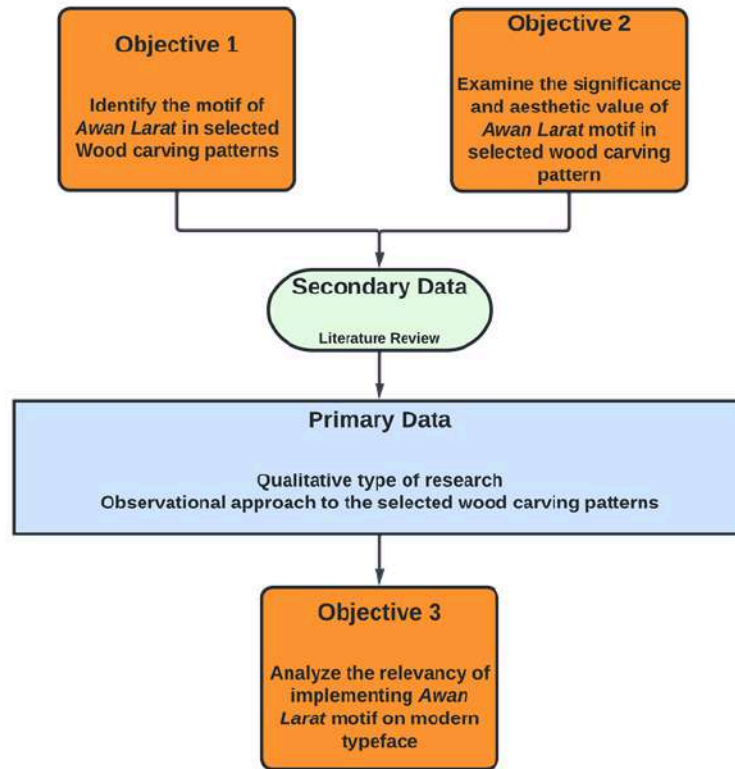 Objective 1
Identify the motif of
Awan Larat in selected
Wood carving patterns
Objective 2
Examine the significance
and aesthetic value of
Awan Larat motif in
selected wood carving
pattern
Secondary Data
Literature Review
Primary Data
Qualitative type of research
Observational approach to the selected wood carving patterns
Objective 3
Analyze the relevancy of
implementing Awan
Larat motif on modern
typeface